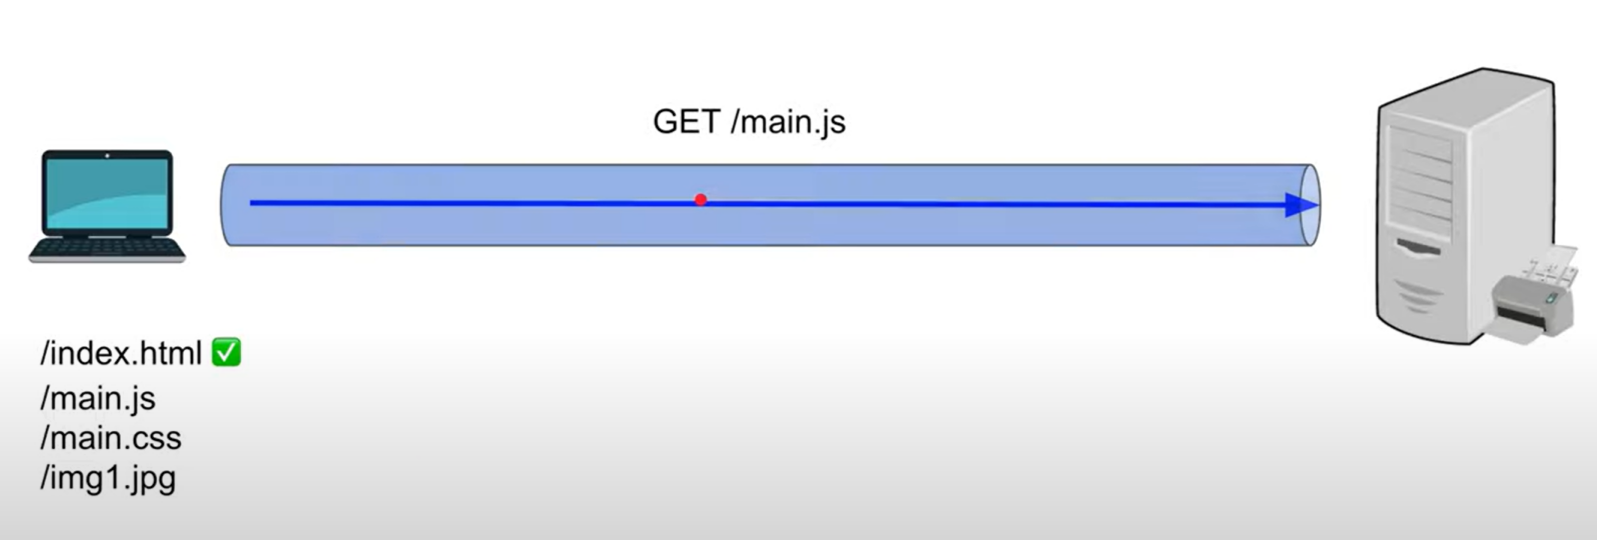 GET /main.js
/index.html ✅
/main.js
/main.css
/img1.jpg